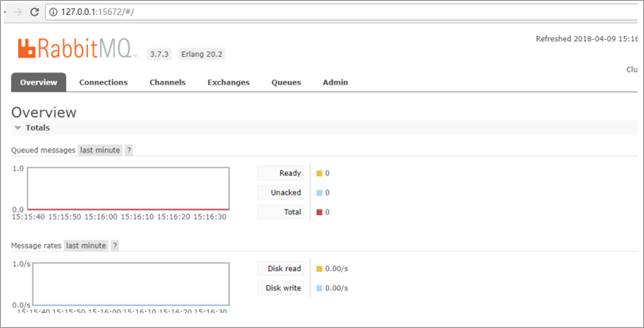 127.0.0.1:15672/#/
Refreshed 2018-04-09 15:16
RabbitMQ 3.7.3 Erlang 20.2
Clu
Overview Connections Channels Exchanges Queues Admin
Overview
Totals
Queued messages last minute ?
1.0
0.0
15:15:40 15:15:50 15:16:00 15:16:10 15:16:20 15:16:30
Ready 0
Unacked 0
Total 0
Message rates last minute ?
1.0/s
0.0/s
15:15:40 15:15:50 15:16:00 15:16:10 15:16:20 15:16:30
Disk read 0.00/s
Disk write 0.00/s